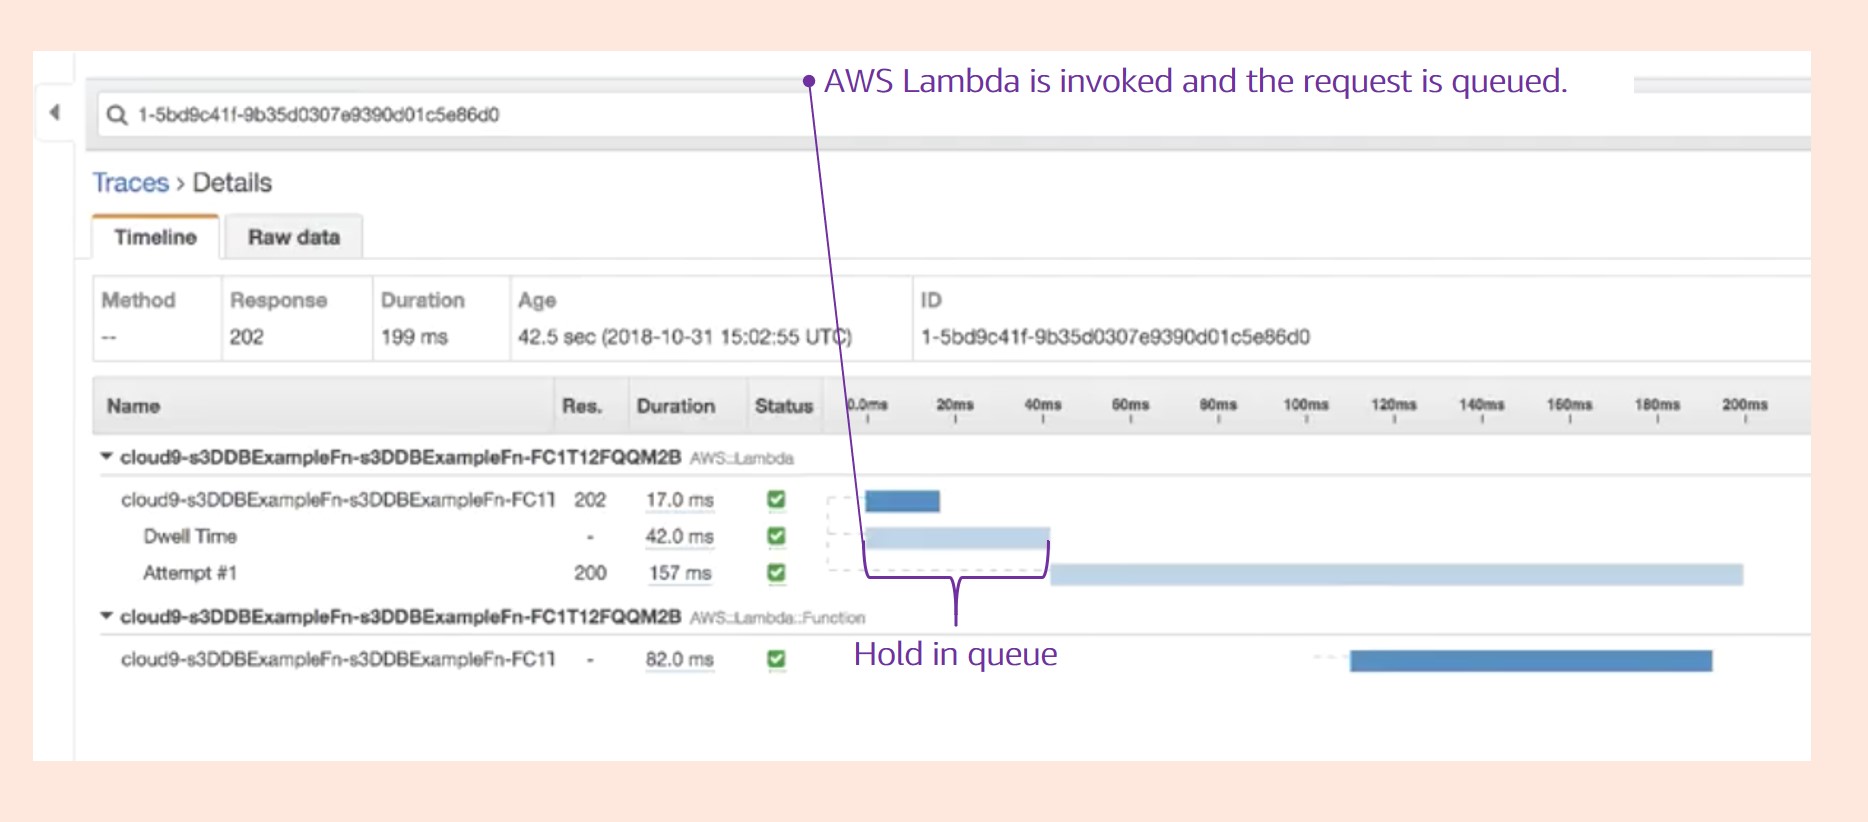 AWS Lambda is invoked and the request is queued.
1-5bd9c41f-9b35d0307e9390d01c5e86d0
Traces > Details
Timeline Raw data
Method Response Duration Age ID
-- 202 199 ms 42.5 sec (2018-10-31 15:02:55 UTC) 1-5bd9c41f-9b35d0307e9390d01c5e86d0
Name Res. Duration Status 0.0ms 20ms 40ms 60ms 80ms 100ms 120ms 140ms 160ms 180ms 200ms
cloud9-s3DDBExampleFn-s3DDBExampleFn-FC1T12FQQM2B AWS::Lambda
cloud9-s3DDBExampleFn-s3DDBExampleFn-FC1T 202 17.0 ms
Dwell Time - 42.0 ms
Attempt #1 200 157 ms
cloud9-s3DDBExampleFn-s3DDBExampleFn-FC1T12FQQM2B AWS::Lambda::Function
cloud9-s3DDBExampleFn-s3DDBExampleFn-FC1T - 82.0 ms
Hold in queue